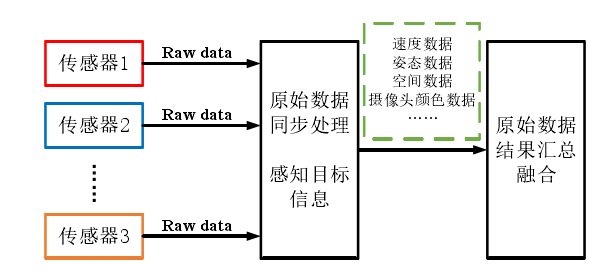 传感器1
Raw data
传感器2
Raw data
……
传感器3
Raw data
原始数据
同步处理
感知目标
信息
速度数据
姿态数据
空间数据
摄像头颜色数据
……
原始数据
结果汇总
融合